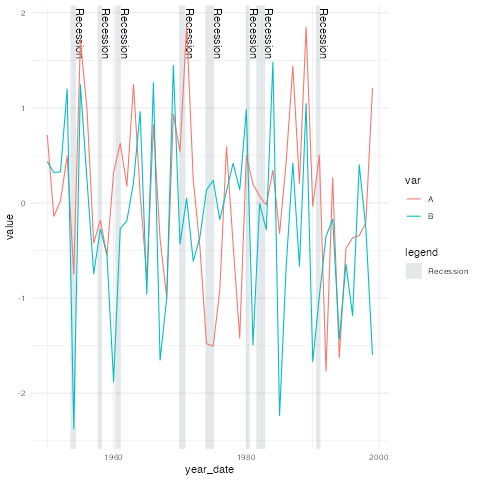 Recession
Recession
Recession
Recession
Recession
Recession
Recession
Recession
2
1
0
-1
-2
value
1960
1980
2000
year_date
var
A
B
legend
Recession